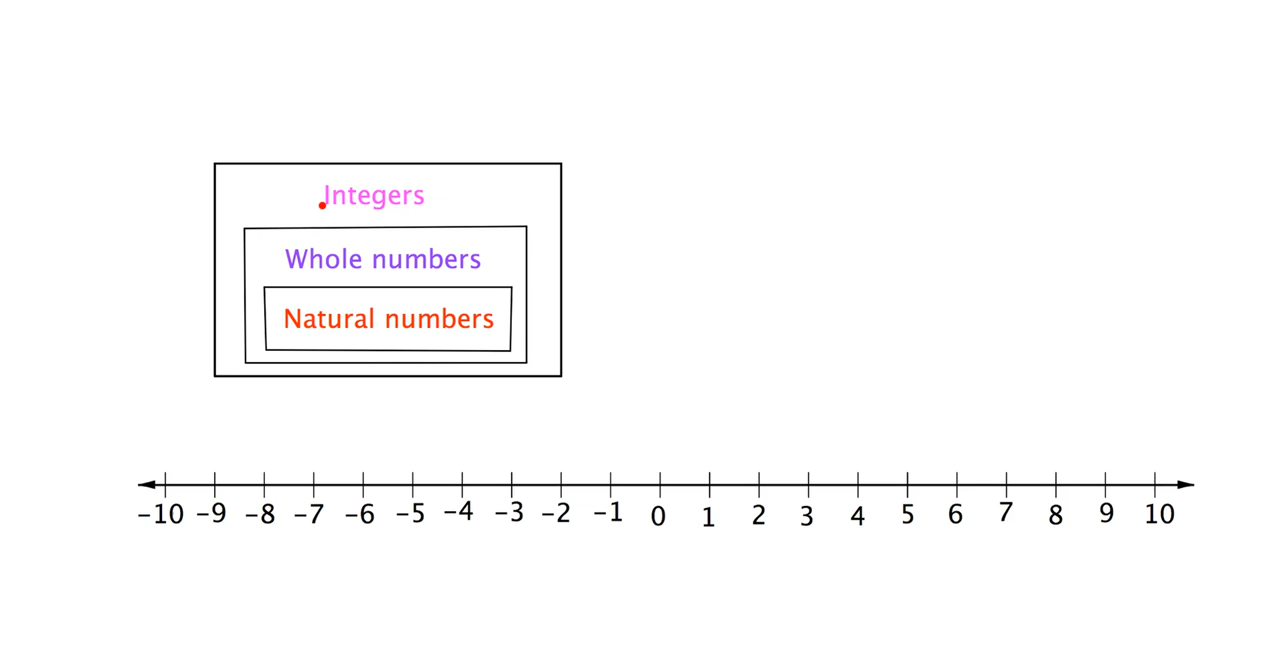 Integers
Whole numbers
Natural numbers
−10 −9 −8 −7 −6 −5 −4 −3 −2 −1 0 1 2 3 4 5 6 7 8 9 10